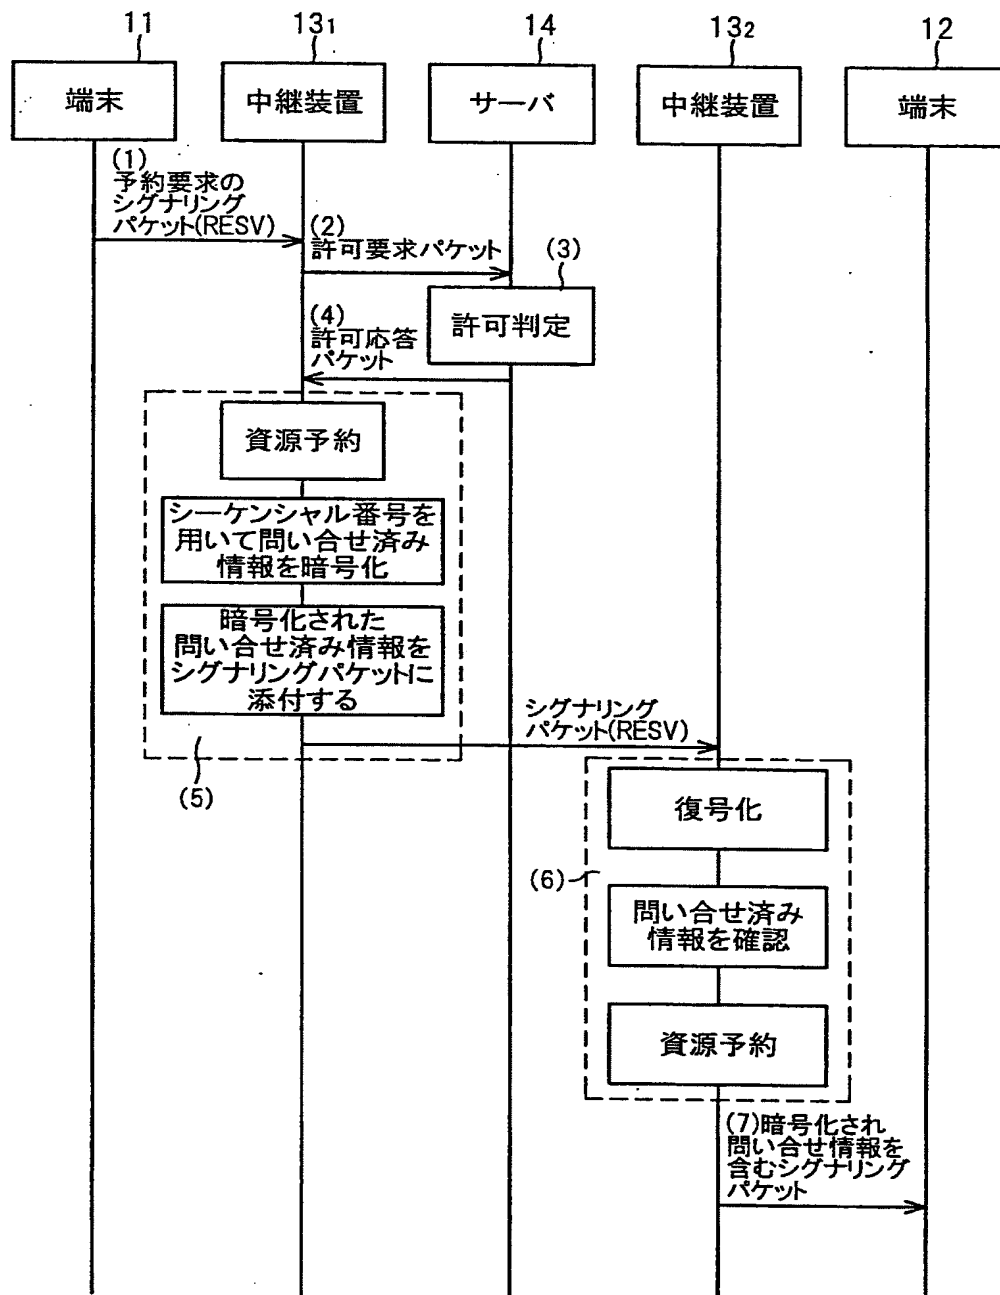 11
13₁
14
13₂
12
端末
中継装置
サーバ
中継装置
端末
(1)
予約要求の
シグナリング
パケット(RESV)
(2)
許可要求パケット
(3)
許可判定
(4)
許可応答
パケット
資源予約
シーケンシャル番号を
用いて問い合せ済み
情報を暗号化
暗号化された
問い合せ済み情報を
シグナリングパケットに
添付する
(5)
シグナリング
パケット(RESV)
復号化
(6)
問い合せ済み
情報を確認
資源予約
(7)暗号化され
問い合せ情報を
含むシグナリング
パケット